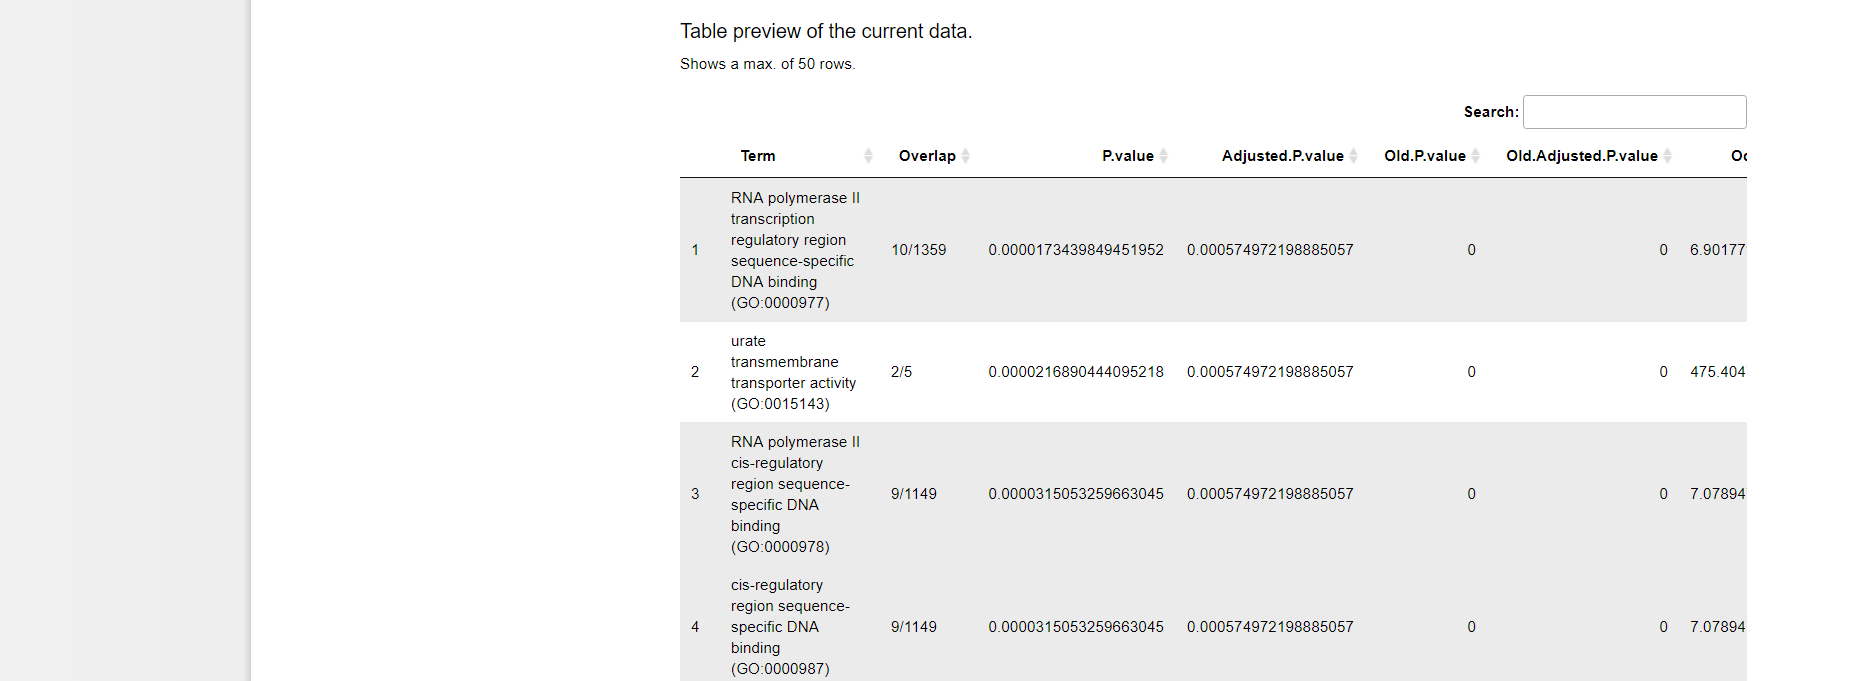 Table preview of the current data.
Shows a max. of 50 rows.
Search:
Term Overlap P.value Adjusted.P.value Old.P.value Old.Adjusted.P.value
RNA polymerase II
transcription
regulatory region
sequence-specific
DNA binding
(GO:0000977)
1 10/1359 0.0000173439849451952 0.000574972198885057 0 0 6.90177
urate
transmembrane
transporter activity
(GO:0015143)
2 2/5 0.0000216890444095218 0.000574972198885057 0 0 475.404
RNA polymerase II
cis-regulatory
region sequence-
specific DNA
binding
(GO:0000978)
3 9/1149 0.0000315053259663045 0.000574972198885057 0 0 7.07894
cis-regulatory
region sequence-
specific DNA
binding
(GO:0000987)
4 9/1149 0.0000315053259663045 0.000574972198885057 0 0 7.07894